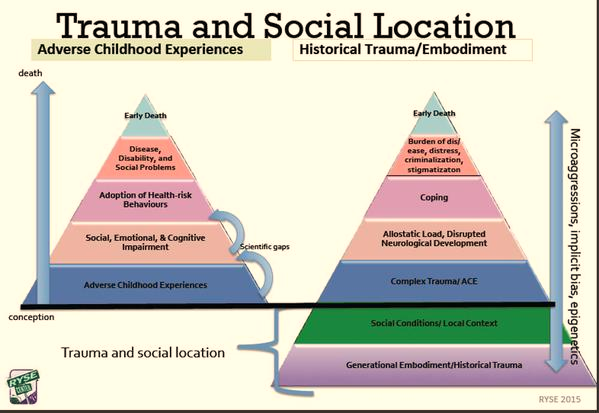 Trauma and Social Location
Adverse Childhood Experiences
Historical Trauma/Embodiment
death
Early Death
Disease,
Disability, and
Social Problems
Adoption of Health-risk
Behaviours
Social, Emotional, & Cognitive
Impairment
Scientific gaps
Adverse Childhood Experiences
conception
Early Death
Burden of dis/
ease, distress,
criminalization,
stigmatizaton
Coping
Allostatic Load, Disrupted
Neurological Development
Complex Trauma/ ACE
Social Conditions/ Local Context
Generational Embodiment/Historical Trauma
Microaggressions, implicit bias, epigenetics
Trauma and social location
RYSE
CENTER
RYSE 2015